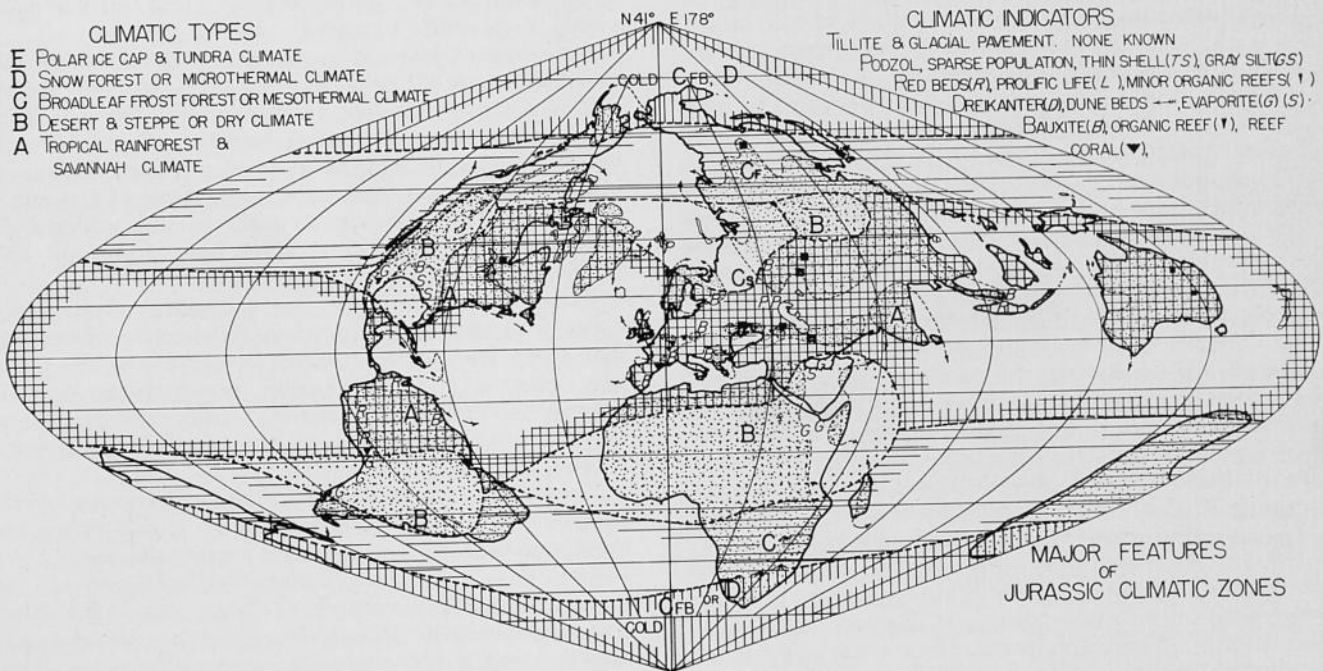 CLIMATIC TYPES
E POLAR ICE CAP & TUNDRA CLIMATE
D SNOW FOREST OR MICROTHERMAL CLIMATE
C BROADLEAF FROST FOREST OR MESOTHERMAL CLIMATE
B DESERT & STEPPE OR DRY CLIMATE
A TROPICAL RAINFOREST &
SAVANNAH CLIMATE
N 41° E 178°
CLIMATIC INDICATORS
TILLITE & GLACIAL PAVEMENT. NONE KNOWN
PODZOL, SPARSE POPULATION, THIN SHELL(TS), GRAY SILT(GS)
RED BEDS(R), PROLIFIC LIFE(L), MINOR ORGANIC REEFS( )
DREIKANTER(D), DUNE BEDS, EVAPORITE(G) (S)
BAUXITE(B), ORGANIC REEF( ), REEF
CORAL(▼),
COLD CFB D
CF
B
B
CS
A
A
A
B
B
B
C
CFB OR D
COLD
MAJOR FEATURES
OF
JURASSIC CLIMATIC ZONES